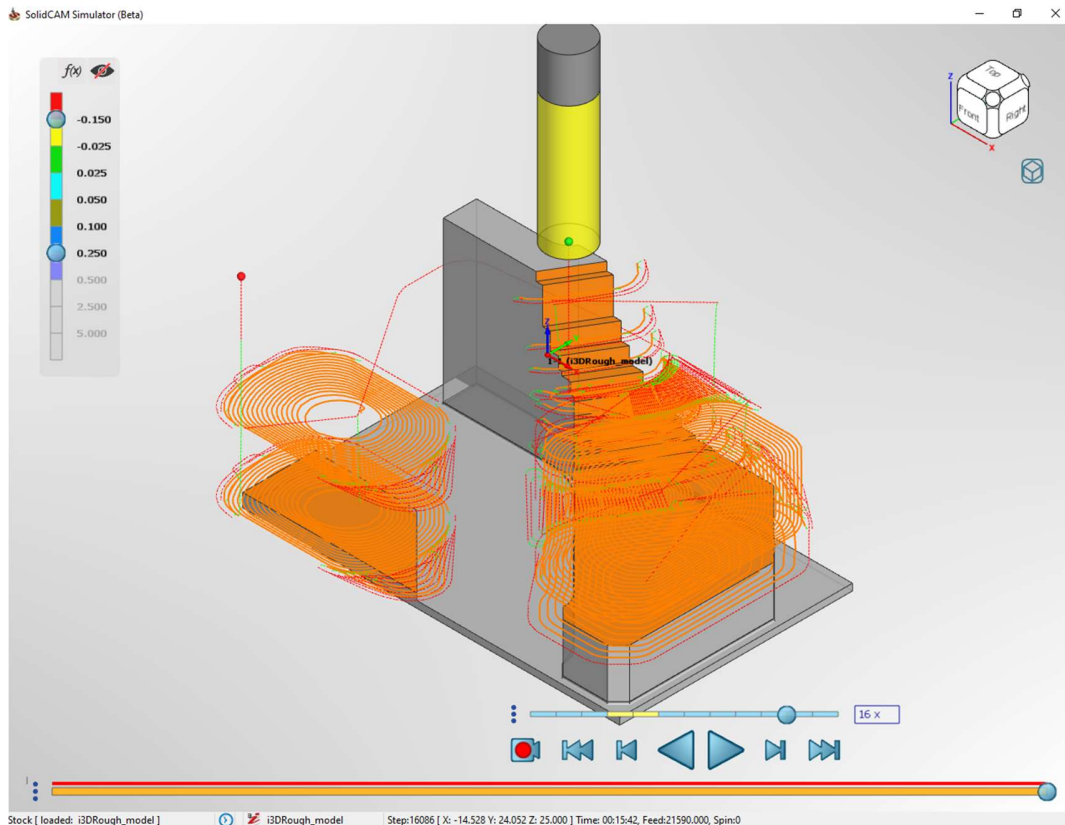 SolidCAM Simulator (Beta)
f(x)
-0.150
-0.025
0.025
0.050
0.100
0.250
0.500
2.500
5.000
Z
Top
Front
Right
X
Z
1-1 (i3DRough_model)
X
16 x
Stock [ loaded: i3DRough_model ] i3DRough_model Step:16086 [ X: -14.528 Y: 24.052 Z: 25.000 ] Time: 00:15:42, Feed:21590.000, Spin:0